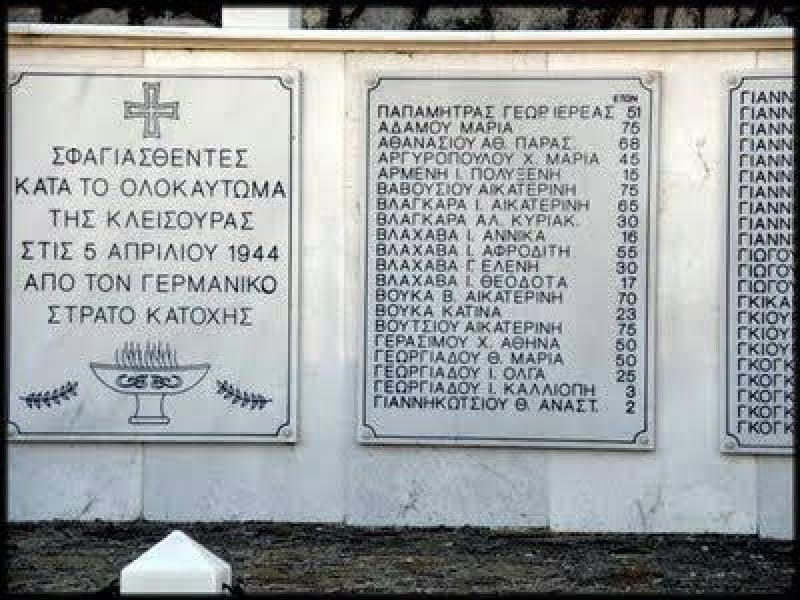 ΣΦΑΓΙΑΣΘΕΝΤΕΣ
ΚΑΤΑ ΤΟ ΟΛΟΚΑΥΤΩΜΑ
ΤΗΣ ΚΛΕΙΣΟΥΡΑΣ
ΣΤΙΣ 5 ΑΠΡΙΛΙΟΥ 1944
ΑΠΟ ΤΟΝ ΓΕΡΜΑΝΙΚΟ
ΣΤΡΑΤΟ ΚΑΤΟΧΗΣ
ΕΤΩΝ
ΠΑΠΑΜΗΤΡΑΣ ΓΕΩΡ ΙΕΡΕΑΣ 51
ΑΔΑΜΟΥ ΜΑΡΙΑ 75
ΑΘΑΝΑΣΙΟΥ ΑΘ. ΠΑΡΑΣ. 68
ΑΡΓΥΡΟΠΟΥΛΟΥ Χ. ΜΑΡΙΑ 45
ΑΡΜΕΝΗ Ι. ΠΟΛΥΞΕΝΗ 15
ΒΑΒΟΥΣΙΟΥ ΑΙΚΑΤΕΡΙΝΗ 75
ΒΛΑΓΚΑΡΑ Ι. ΑΙΚΑΤΕΡΙΝΗ 65
ΒΛΑΓΚΑΡΑ ΑΛ. ΚΥΡΙΑΚ. 30
ΒΛΑΧΑΒΑ Ι. ΑΝΝΙΚΑ 16
ΒΛΑΧΑΒΑ Ι. ΑΦΡΟΔΙΤΗ 55
ΒΛΑΧΑΒΑ Γ. ΕΛΕΝΗ 30
ΒΛΑΧΑΒΑ Ι. ΘΕΟΔΟΤΑ 17
ΒΟΥΚΑ Β. ΑΙΚΑΤΕΡΙΝΗ 70
ΒΟΥΚΑ ΚΑΤΙΝΑ 23
ΒΟΥΤΣΙΟΥ ΑΙΚΑΤΕΡΙΝΗ 75
ΓΕΡΑΣΙΜΟΥ Χ. ΑΘΗΝΑ 50
ΓΕΩΡΓΙΑΔΟΥ Θ. ΜΑΡΙΑ 50
ΓΕΩΡΓΙΑΔΟΥ Ι. ΟΛΓΑ 25
ΓΕΩΡΓΙΑΔΟΥ Ι. ΚΑΛΛΙΟΠΗ 3
ΓΙΑΝΝΗΚΩΤΣΙΟΥ Θ. ΑΝΑΣΤ. 2